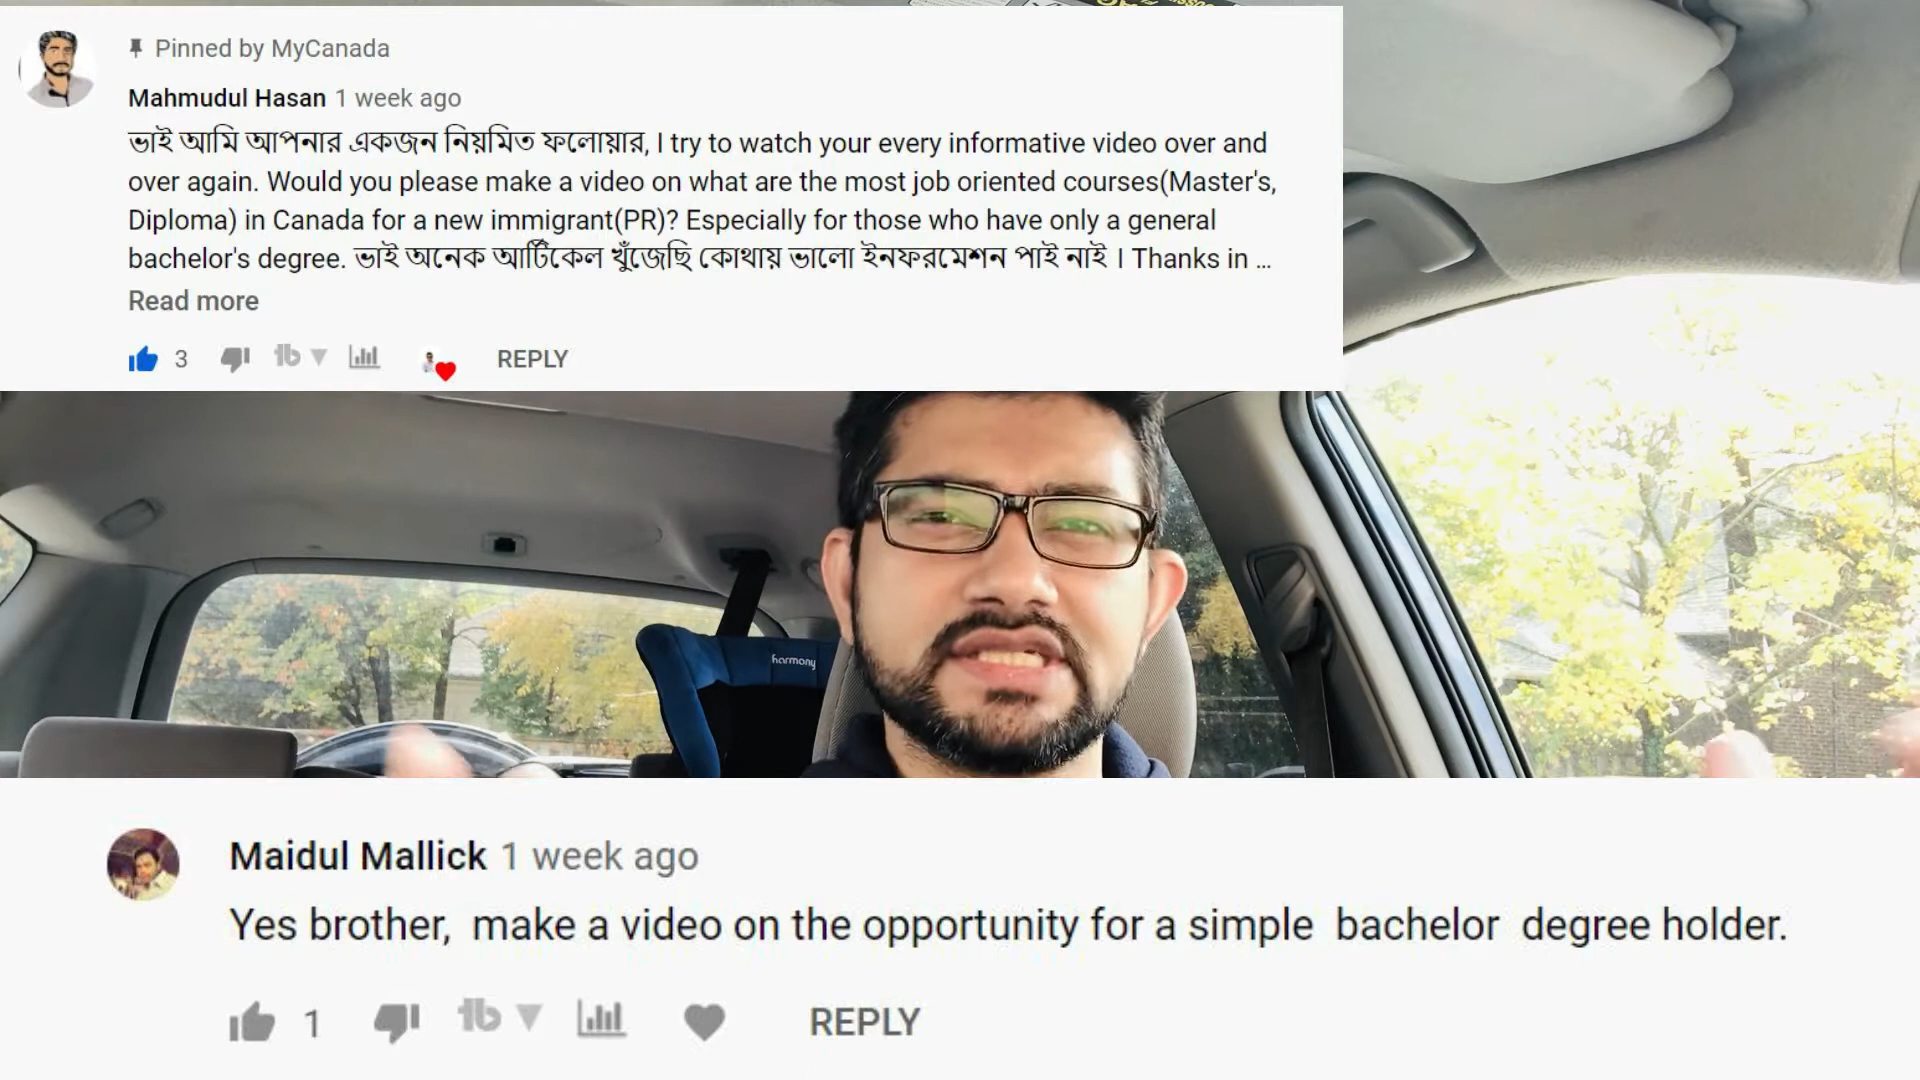 Pinned by MyCanada
Mahmudul Hasan 1 week ago
ভাই আমি আপনার একজন নিয়মিত ফলোয়ার, I try to watch your every informative video over and
over again. Would you please make a video on what are the most job oriented courses(Master's,
Diploma) in Canada for a new immigrant(PR)? Especially for those who have only a general
bachelor's degree. ভাই অনেক আর্টিকেল খুঁজেছি কোথায় ভালো ইনফরমেশন পাই নাই । Thanks in ...
Read more
3 REPLY
harmony
Maidul Mallick 1 week ago
Yes brother, make a video on the opportunity for a simple bachelor degree holder.
1 REPLY